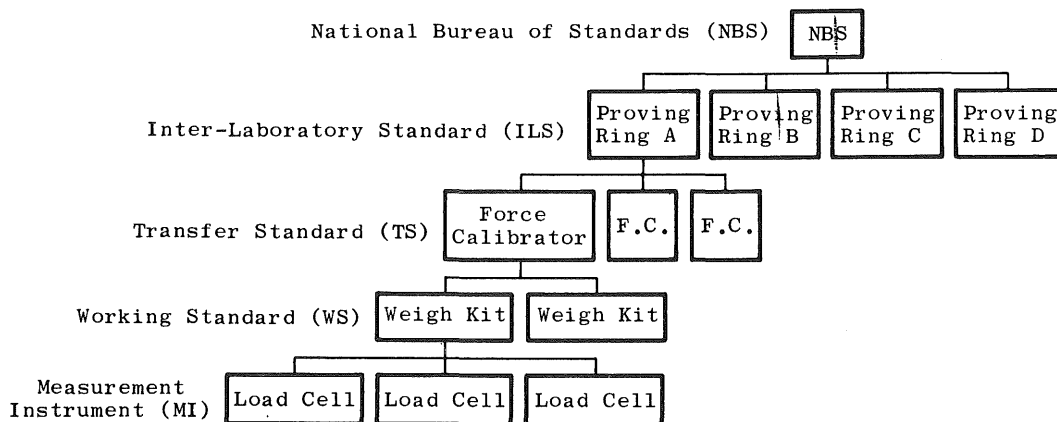 National Bureau of Standards (NBS)
NBS
Inter-Laboratory Standard (ILS)
Proving
Ring A
Proving
Ring B
Proving
Ring C
Proving
Ring D
Transfer Standard (TS)
Force
Calibrator
F.C.
F.C.
Working Standard (WS)
Weigh Kit
Weigh Kit
Measurement
Instrument (MI)
Load Cell
Load Cell
Load Cell